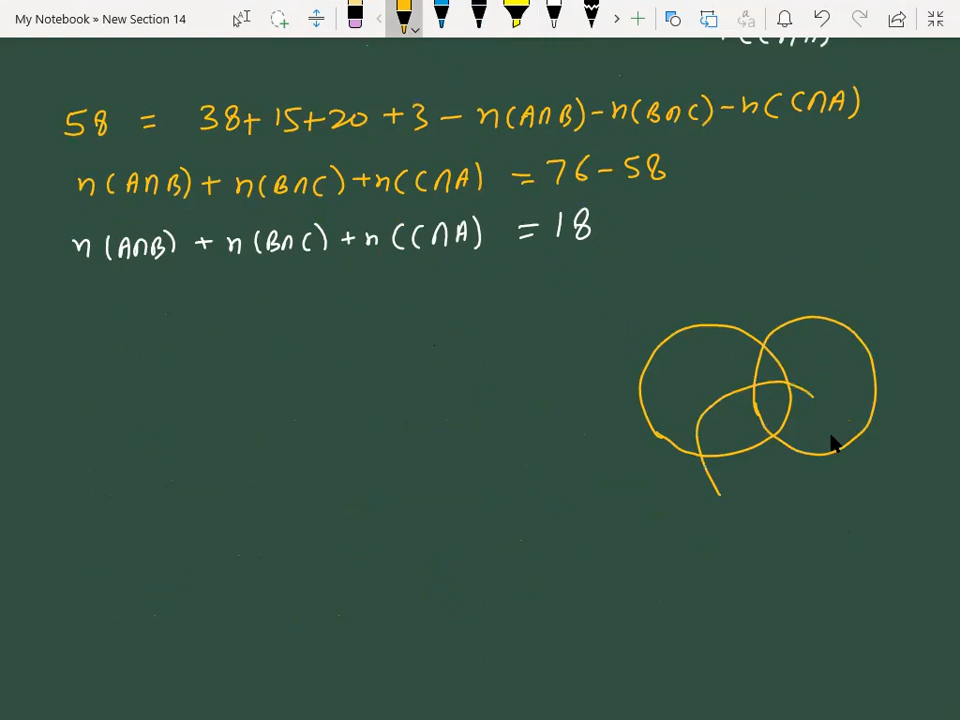 My Notebook » New Section 14
58 = 38+15+20+3-n(A∩B)-n(B∩C)-n(C∩A)
n(A∩B)+n(B∩C)+n(C∩A) = 76-58
n(A∩B) + n(B∩C) + n(C∩A) = 18